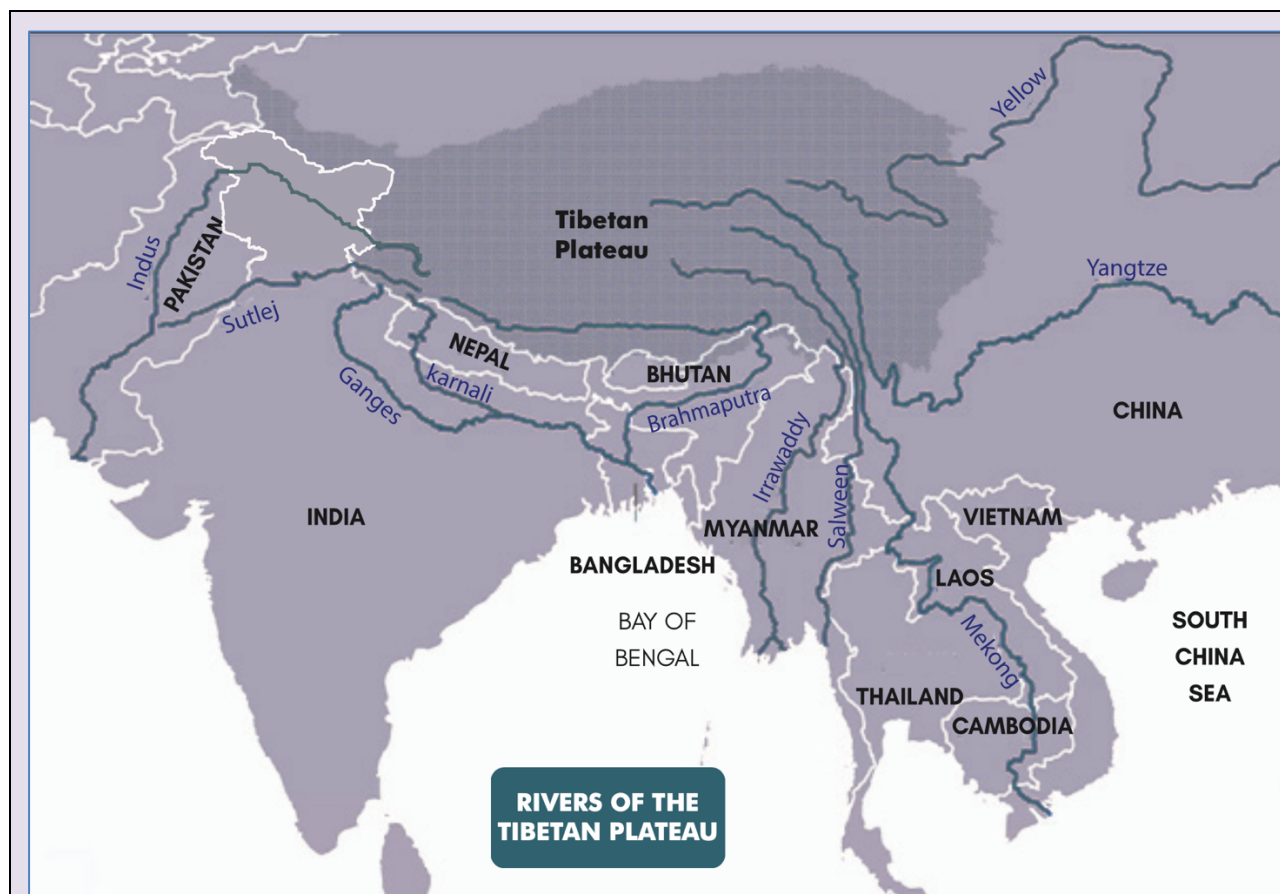 Yellow
Tibetan
Plateau
Indus
PAKISTAN
Yangtze
Sutlej
NEPAL
BHUTAN
karnali
Ganges
Brahmaputra
CHINA
Irrawaddy
Salween
INDIA
MYANMAR
VIETNAM
BANGLADESH
LAOS
BAY OF
BENGAL
Mekong
SOUTH
CHINA
SEA
THAILAND
CAMBODIA
RIVERS OF THE
TIBETAN PLATEAU